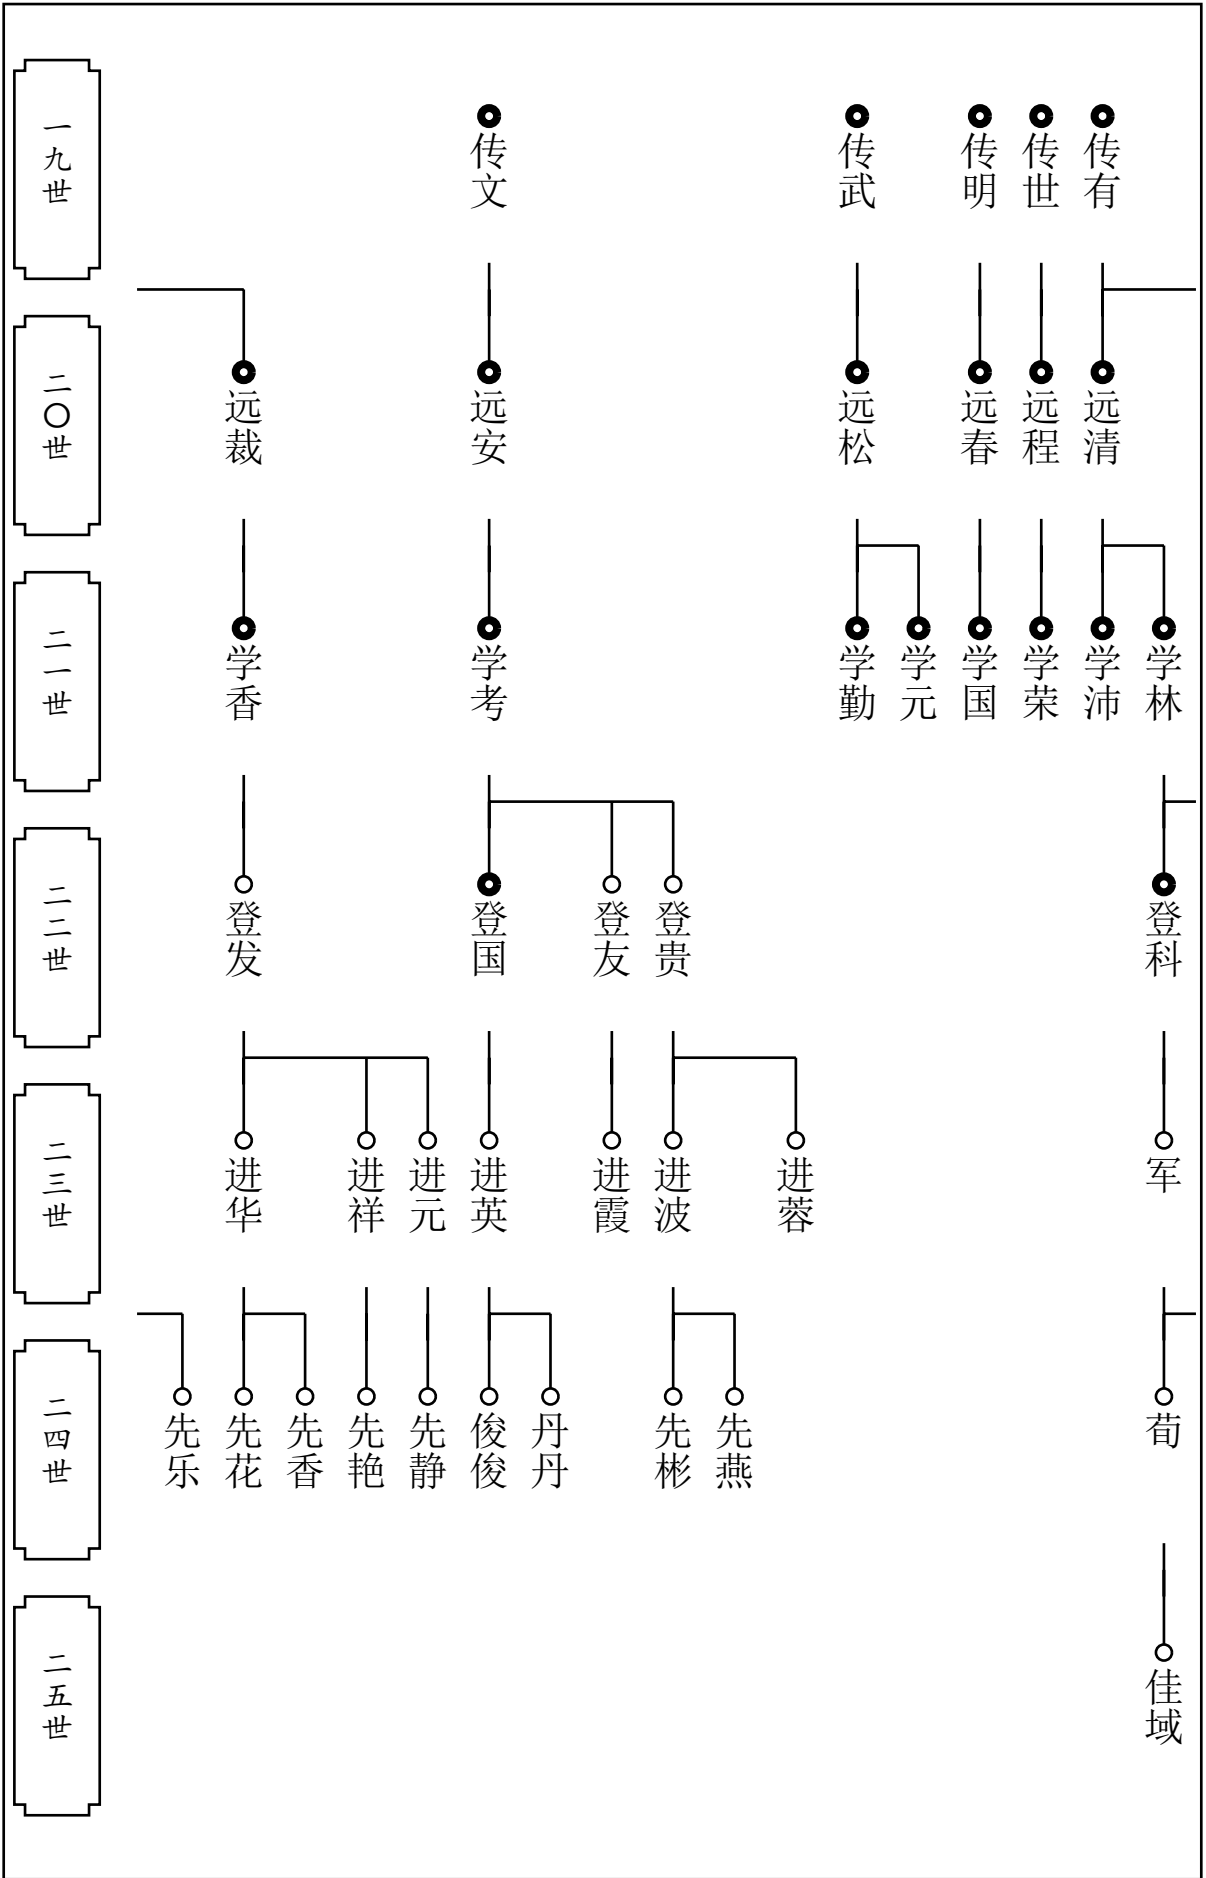 一九世
传文
传武
传明
传世
传有
二〇世
远裁
远安
远松
远春
远程
远清
二一世
学香
学考
学勤
学元
学国
学荣
学沛
学林
二二世
登发
登国
登友
登贵
登科
二三世
进华
进祥
进元
进英
进霞
进波
进蓉
军
二四世
先乐
先花
先香
先艳
先静
俊俊
丹丹
先彬
先燕
荀
二五世
佳域